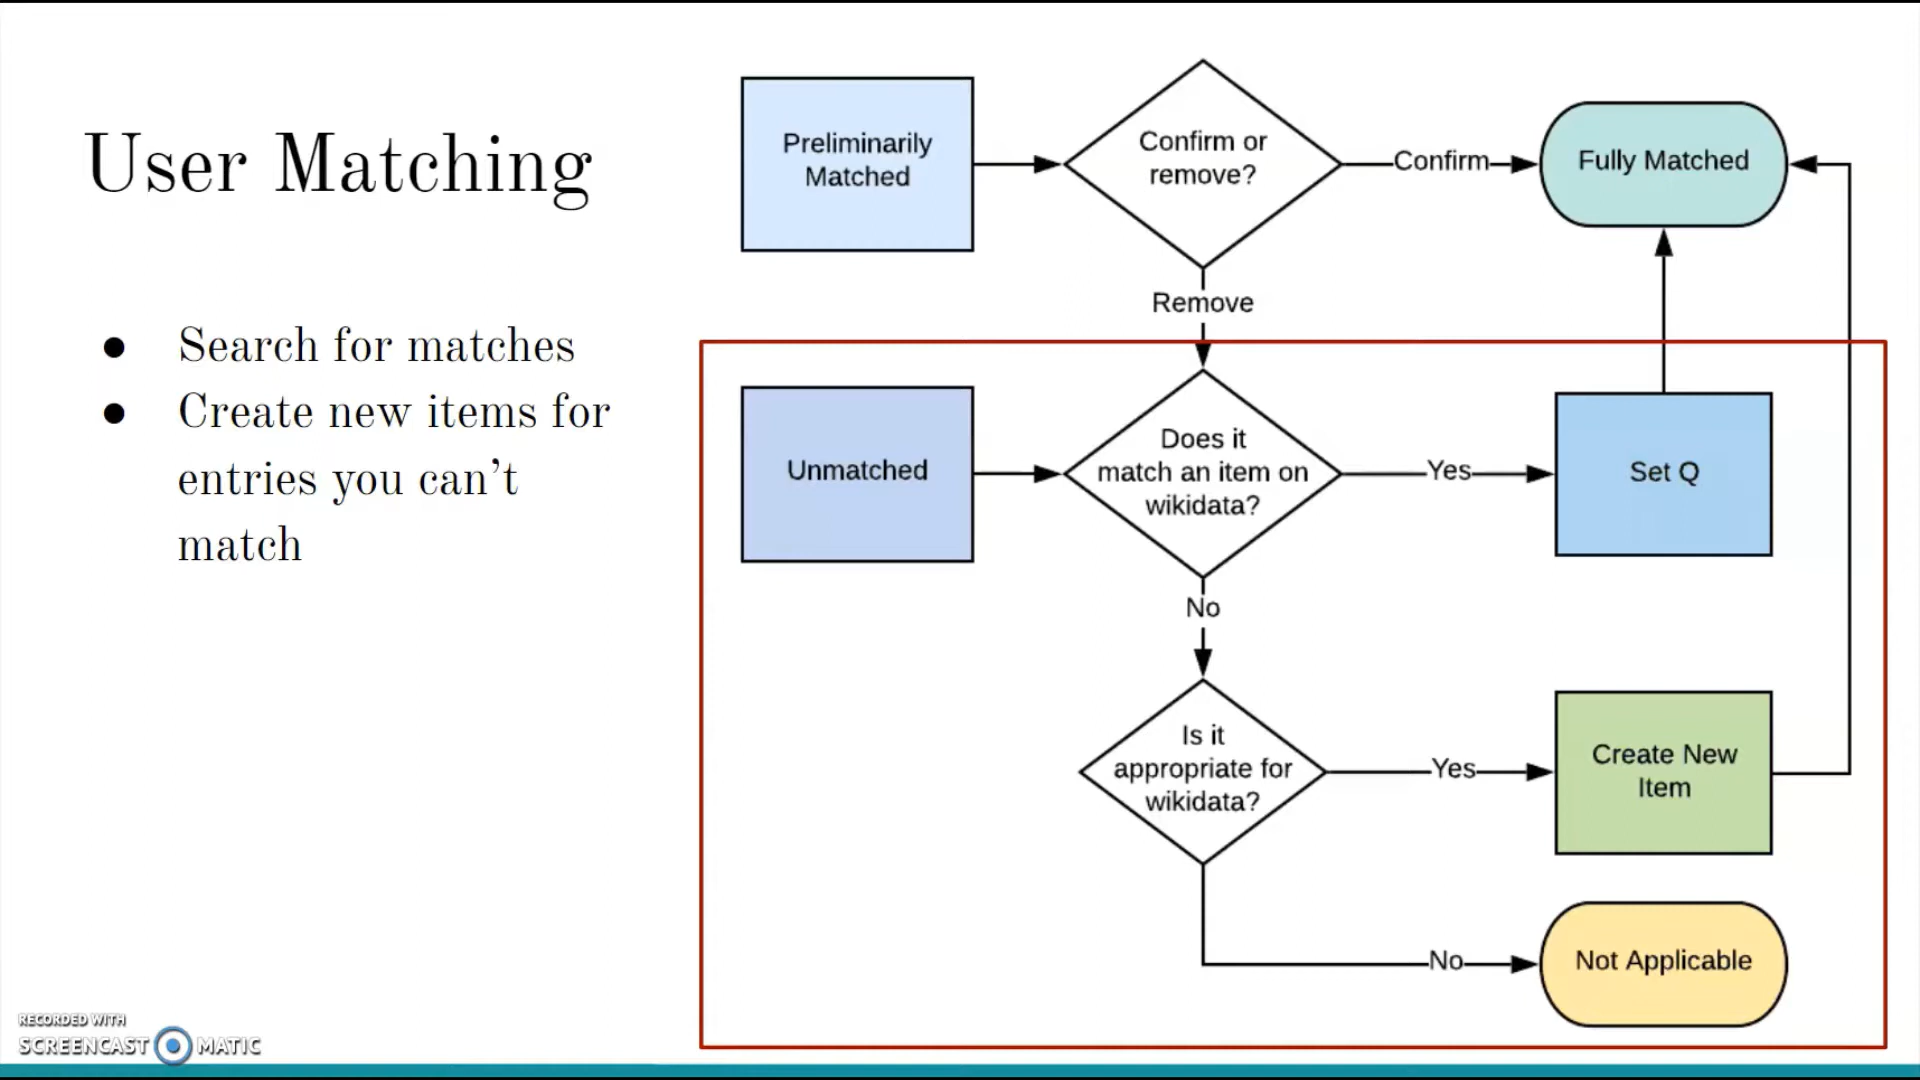 User Matching
● Search for matches
● Create new items for
entries you can’t
match
Preliminarily
Matched
Confirm or
remove?
Confirm
Fully Matched
Remove
Unmatched
Does it
match an item on
wikidata?
Yes
Set Q
No
Is it
appropriate for
wikidata?
Yes
Create New
Item
No
Not Applicable
RECORDED WITH
SCREENCAST MATIC